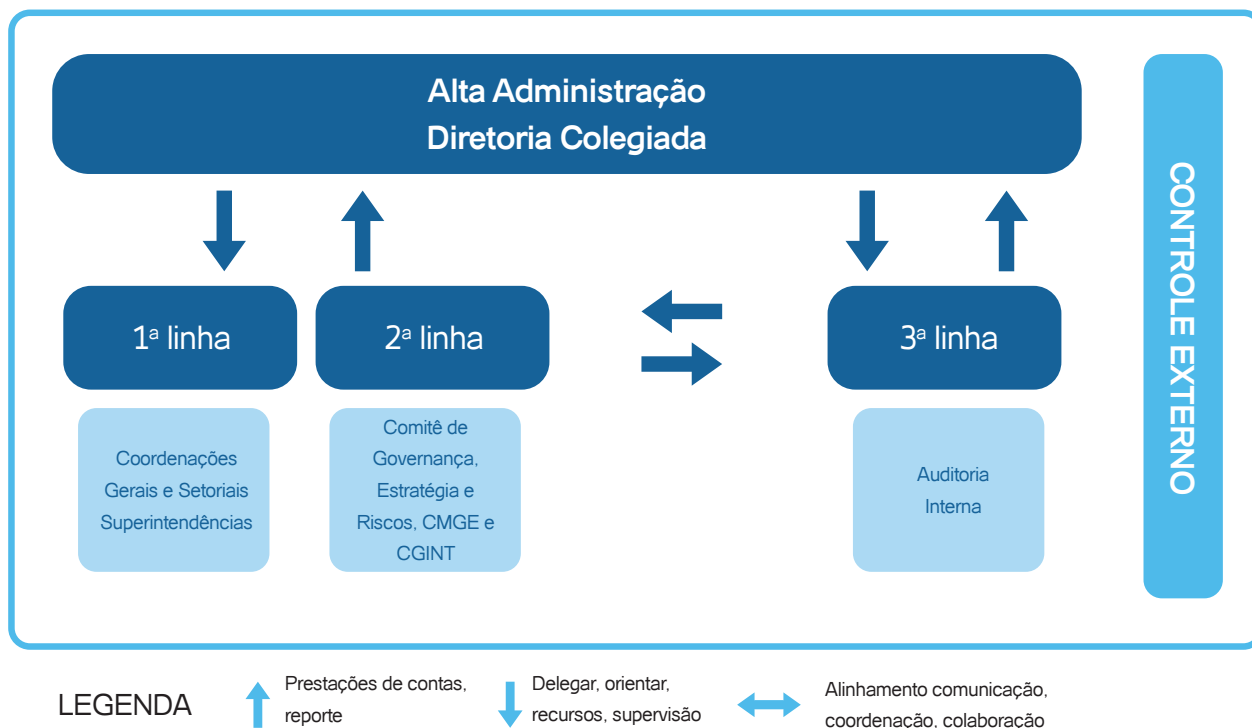 Alta Administração
Diretoria Colegiada
1ª linha
2ª linha
3ª linha
Coordenações
Gerais e Setoriais
Superintendências
Comitê de
Governança,
Estratégia e
Riscos, CMGE e
CGINT
Auditoria
Interna
CONTROLE EXTERNO
LEGENDA
Prestações de contas,
reporte
Delegar, orientar,
recursos, supervisão
Alinhamento comunicação,
coordenação, colaboração